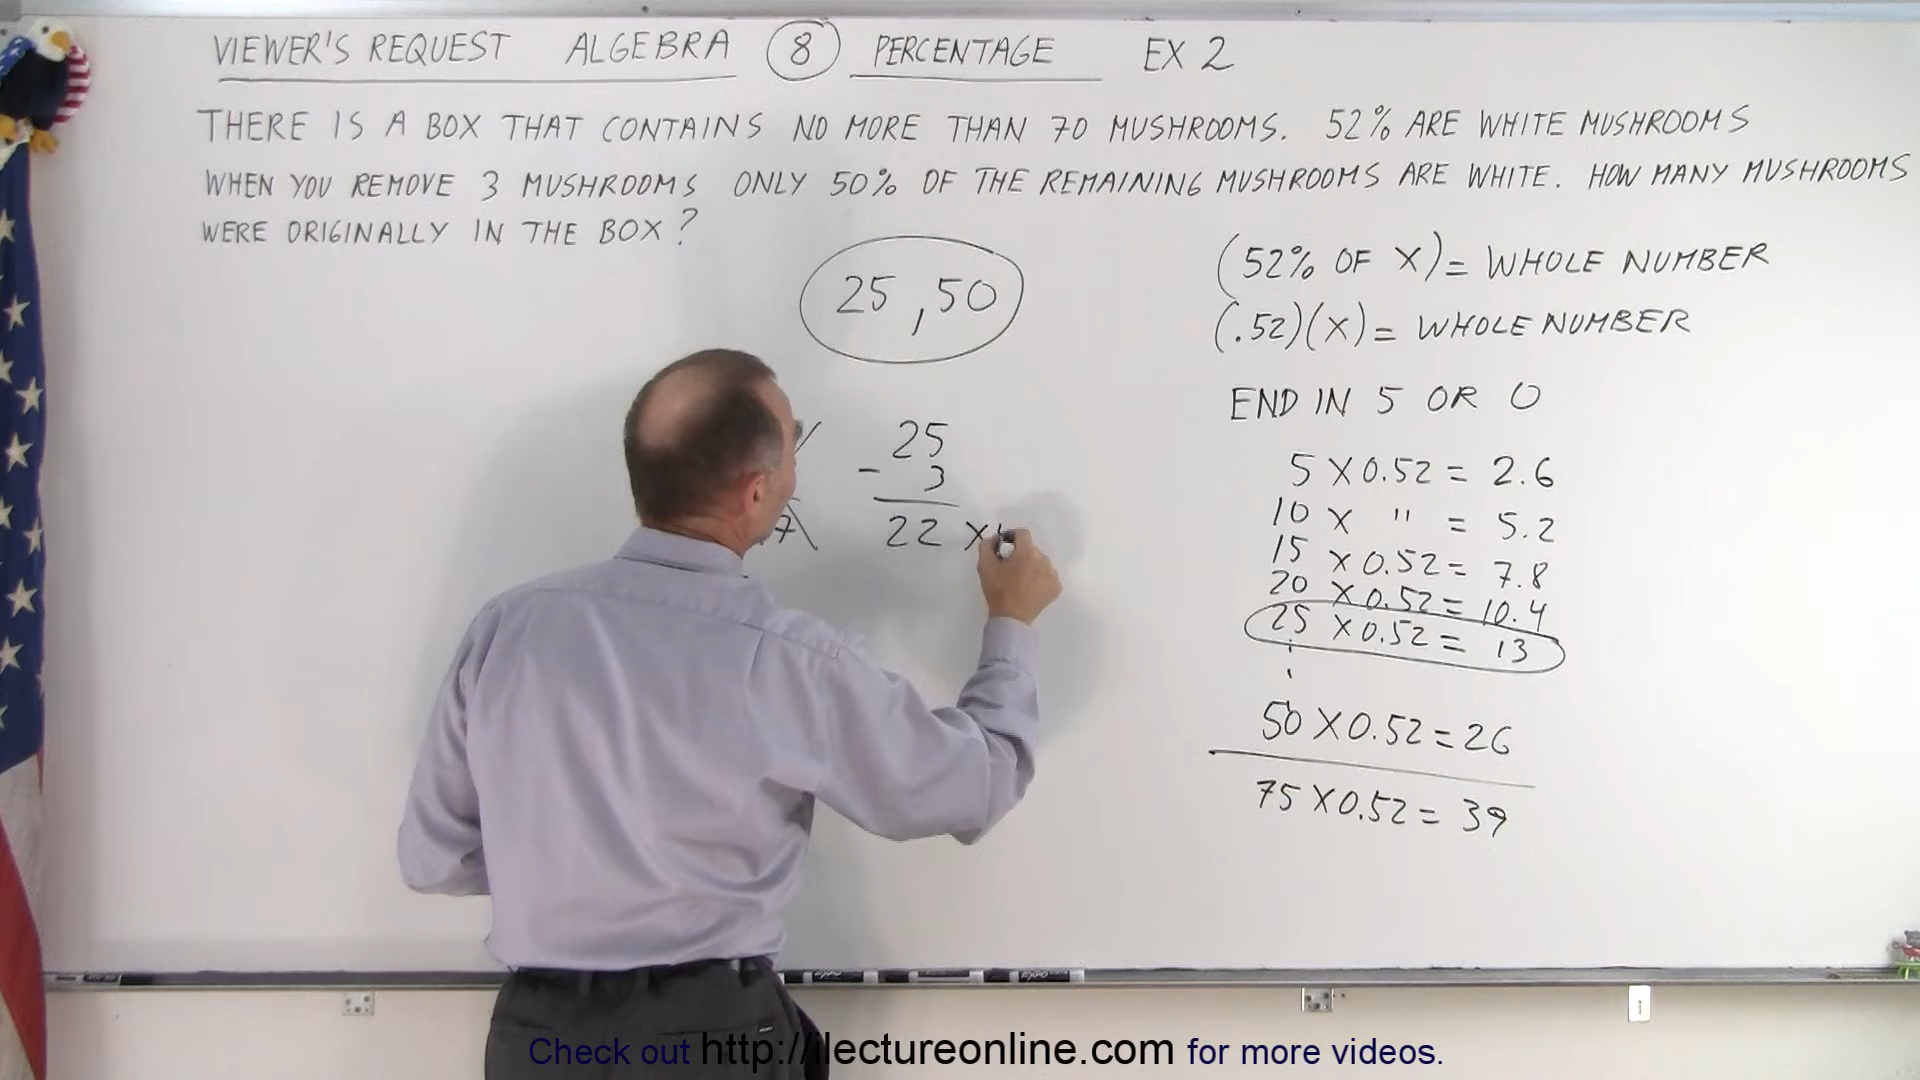 VIEWER'S REQUEST ALGEBRA 8 PERCENTAGE EX 2
THERE IS A BOX THAT CONTAINS NO MORE THAN 70 MUSHROOMS. 52% ARE WHITE MUSHROOMS
WHEN YOU REMOVE 3 MUSHROOMS ONLY 50% OF THE REMAINING MUSHROOMS ARE WHITE. HOW MANY MUSHROOMS
WERE ORIGINALLY IN THE BOX?
25, 50
25
- 3
22 X
7
(52% OF X) = WHOLE NUMBER
(.52)(X) = WHOLE NUMBER
END IN 5 OR 0
5 X 0.52 = 2.6
10 X " = 5.2
15 X 0.52 = 7.8
20 X 0.52 = 10.4
25 X 0.52 = 13
50 X 0.52 = 26
75 X 0.52 = 39
Check out http://ilectureonline.com for more videos.